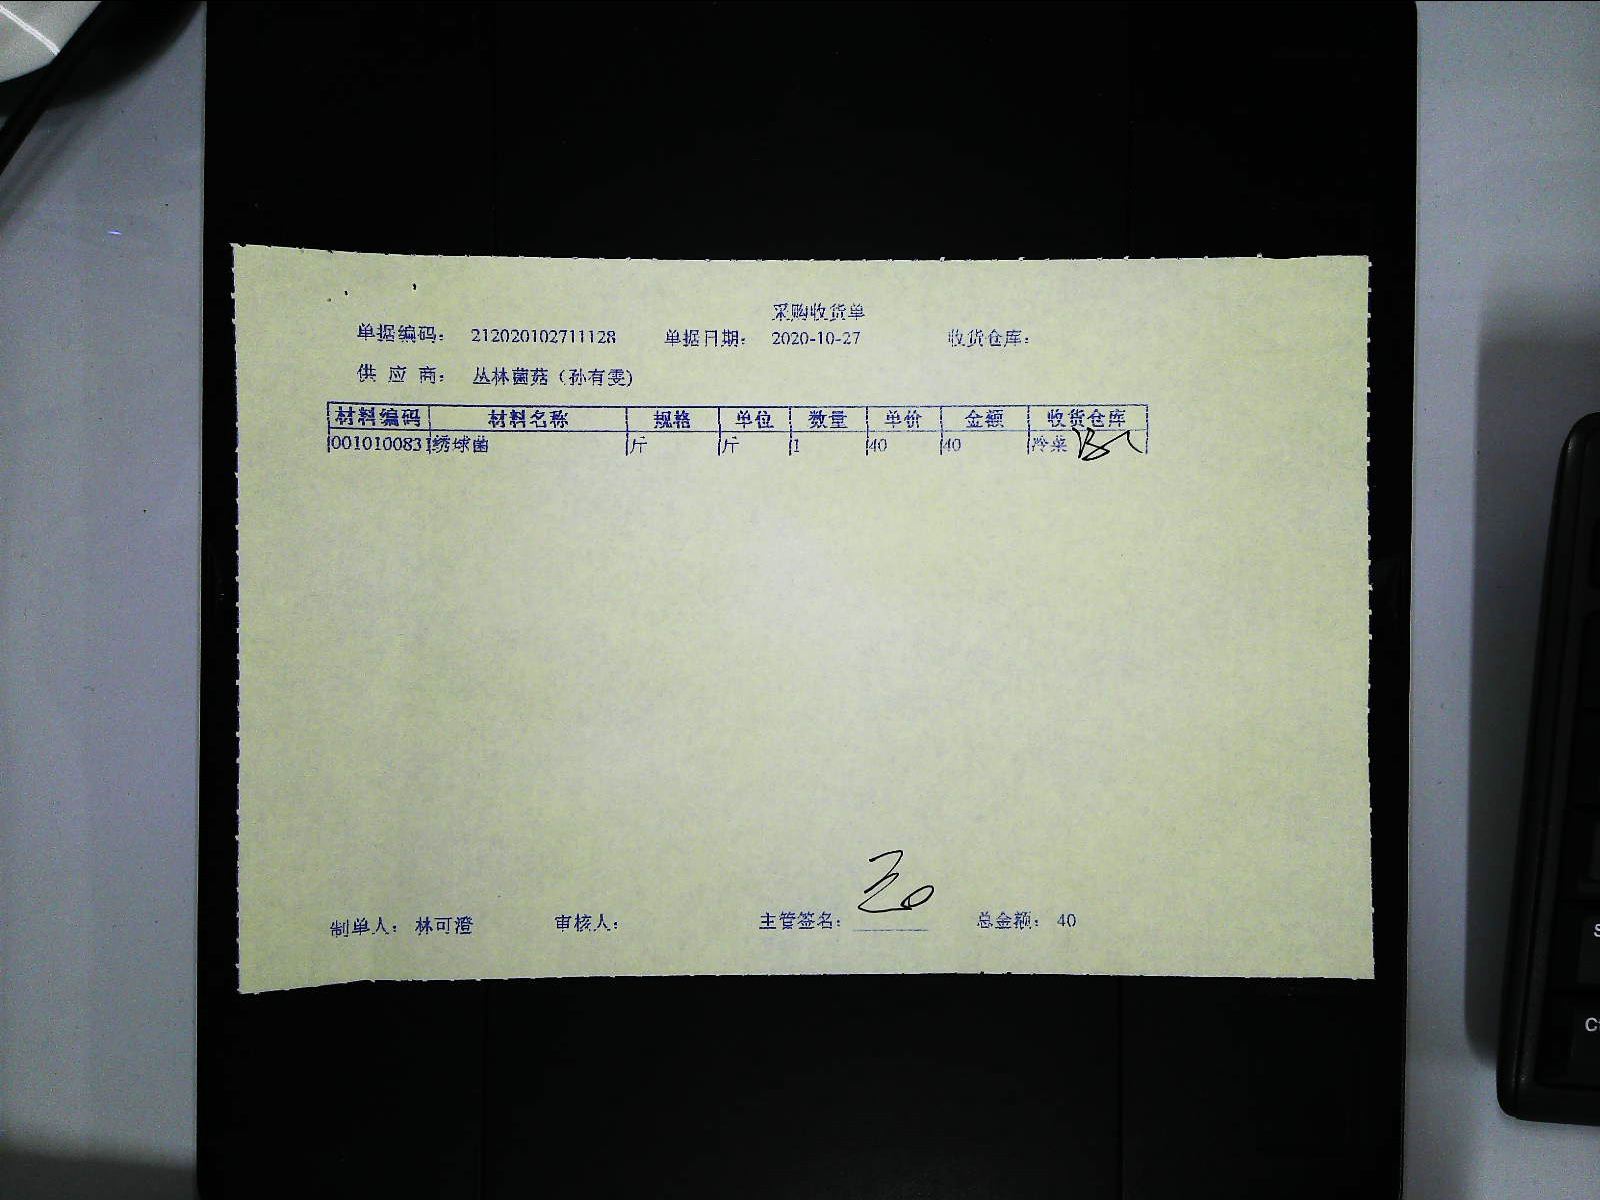 采购收货单
单据编码： 212020102711128 单据日期： 2020-10-27 收货仓库：
供 应 商： 丛林菌菇（孙有雯）
材料编码 材料名称 规格 单位 数量 单价 金额 收货仓库
0010100831 绣球菌 斤 斤 1 40 40 冷菜
制单人： 林可澄 审核人： 主管签名： 总金额： 40